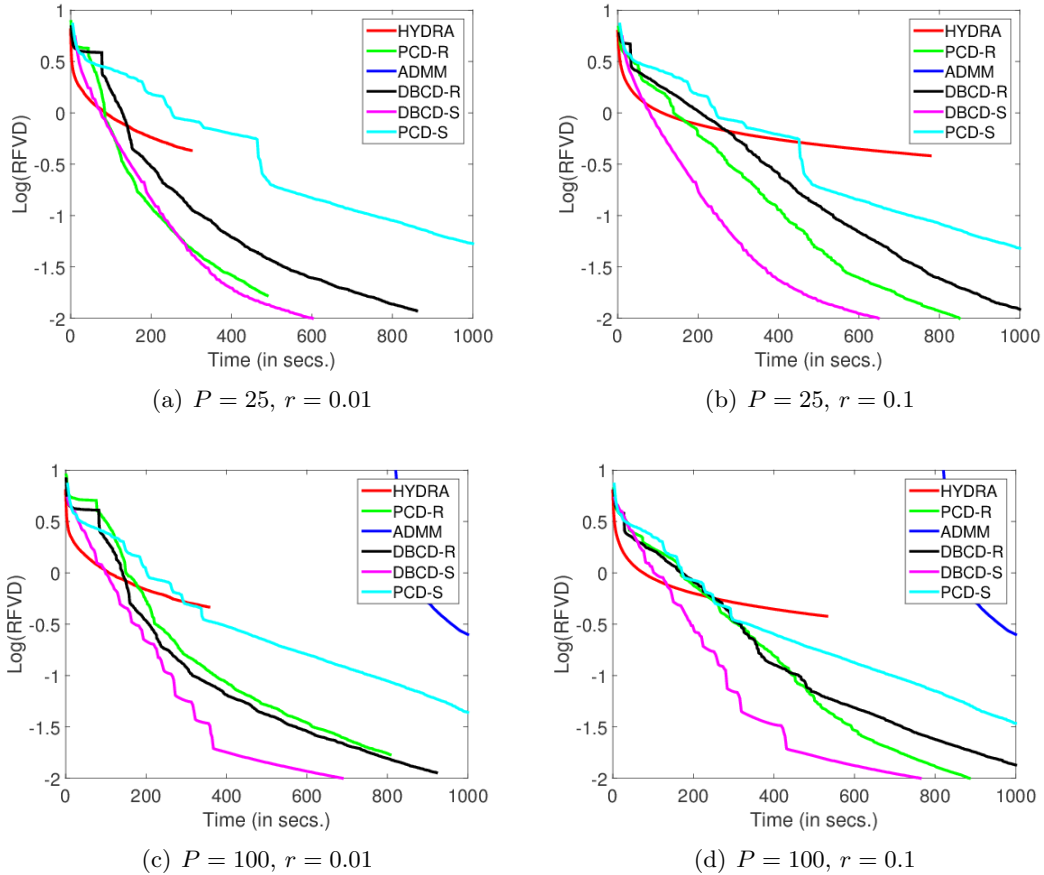 1
0.5
0
-0.5
-1
-1.5
-2
Log(RFVD)
0 200 400 600 800 1000
Time (in secs.)
HYDRA
PCD-R
ADMM
DBCD-R
DBCD-S
PCD-S
(a) P = 25, r = 0.01
1
0.5
0
-0.5
-1
-1.5
-2
Log(RFVD)
0 200 400 600 800 1000
Time (in secs.)
HYDRA
PCD-R
ADMM
DBCD-R
DBCD-S
PCD-S
(b) P = 25, r = 0.1
1
0.5
0
-0.5
-1
-1.5
-2
Log(RFVD)
0 200 400 600 800 1000
Time (in secs.)
HYDRA
PCD-R
ADMM
DBCD-R
DBCD-S
PCD-S
(c) P = 100, r = 0.01
1
0.5
0
-0.5
-1
-1.5
-2
Log(RFVD)
0 200 400 600 800 1000
Time (in secs.)
HYDRA
PCD-R
ADMM
DBCD-R
DBCD-S
PCD-S
(d) P = 100, r = 0.1